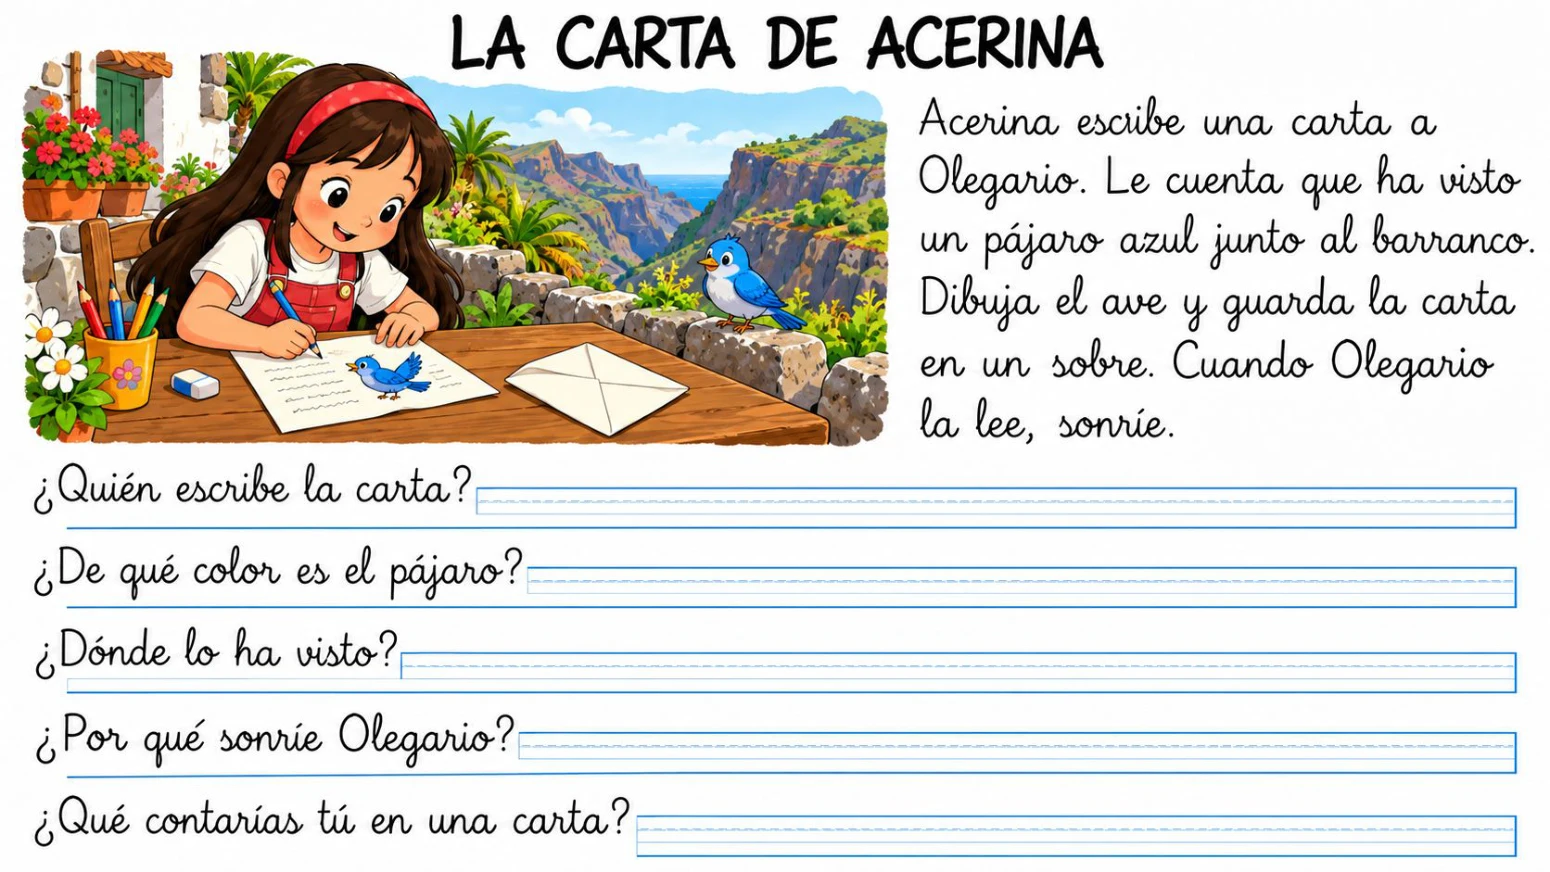 LA CARTA DE ACERINA
Acerina escribe una carta a
Olegario. Le cuenta que ha visto
un pájaro azul junto al barranco.
Dibuja el ave y guarda la carta
en un sobre. Cuando Olegario
la lee, sonríe.
¿Quién escribe la carta?
¿De qué color es el pájaro?
¿Dónde lo ha visto?
¿Por qué sonríe Olegario?
¿Qué contarías tú en una carta?